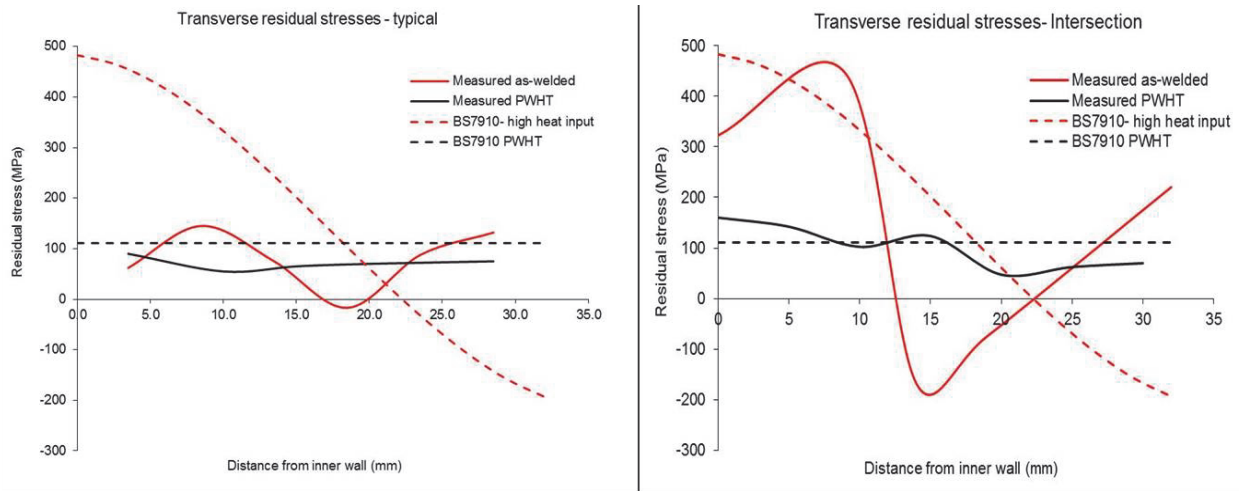 Transverse residual stresses - typical
500
400
300
200
100
0
-100
-200
-300
0.0 5.0 10.0 15.0 20.0 25.0 30.0 35.0
Residual stress (MPa)
Distance from inner wall (mm)
Measured as-welded
Measured PWHT
BS7910- high heat input
BS7910 PWHT
Transverse residual stresses- Intersection
500
400
300
200
100
0
-100
-200
-300
0 5 10 15 20 25 30 35
Residual stress (MPa)
Distance from inner wall (mm)
Measured as-welded
Measured PWHT
BS7910- high heat input
BS7910 PWHT